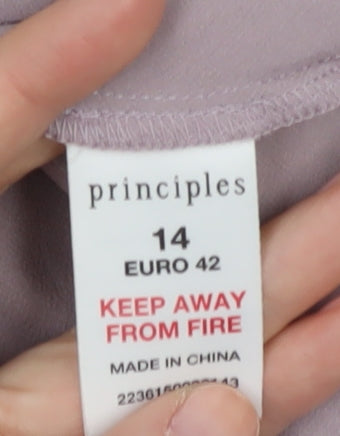 principles
14
EURO 42
KEEP AWAY
FROM FIRE
MADE IN CHINA